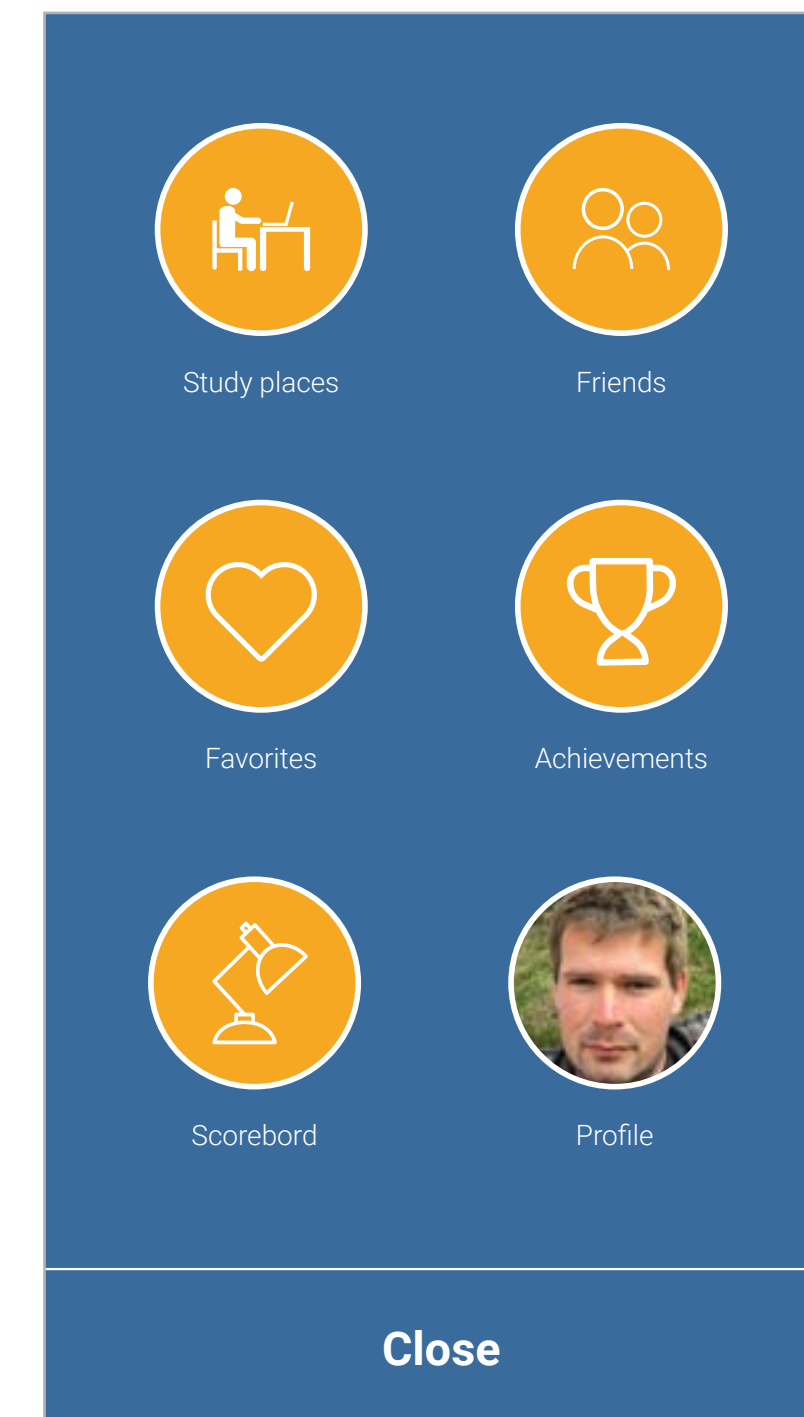 Study places
Friends
Favorites
Achievements
Scorebord
Profile
Close